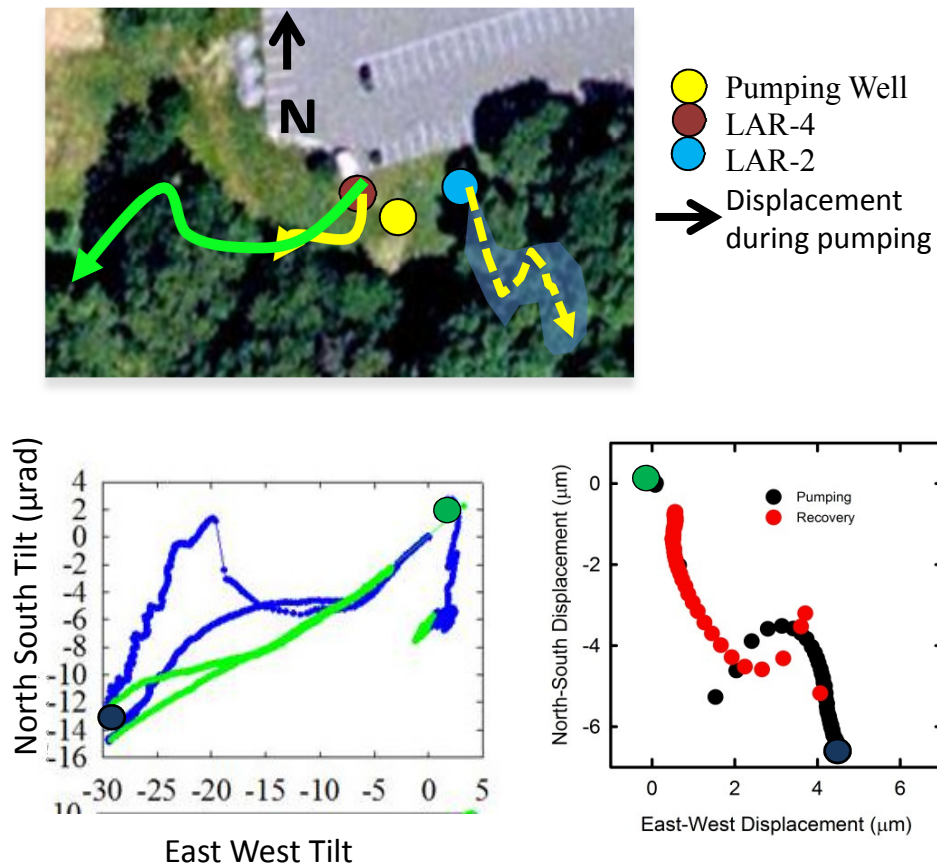 N
Pumping Well
LAR-4
LAR-2
Displacement
during pumping
North South Tilt (µrad)
4
2
0
-2
-4
-6
-8
-10
-12
-14
-16
-30 -25 -20 -15 -10 -5 0 5
10
East West Tilt
North-South Displacement (µm)
0
-2
-4
-6
Pumping
Recovery
0 2 4 6
East-West Displacement (µm)